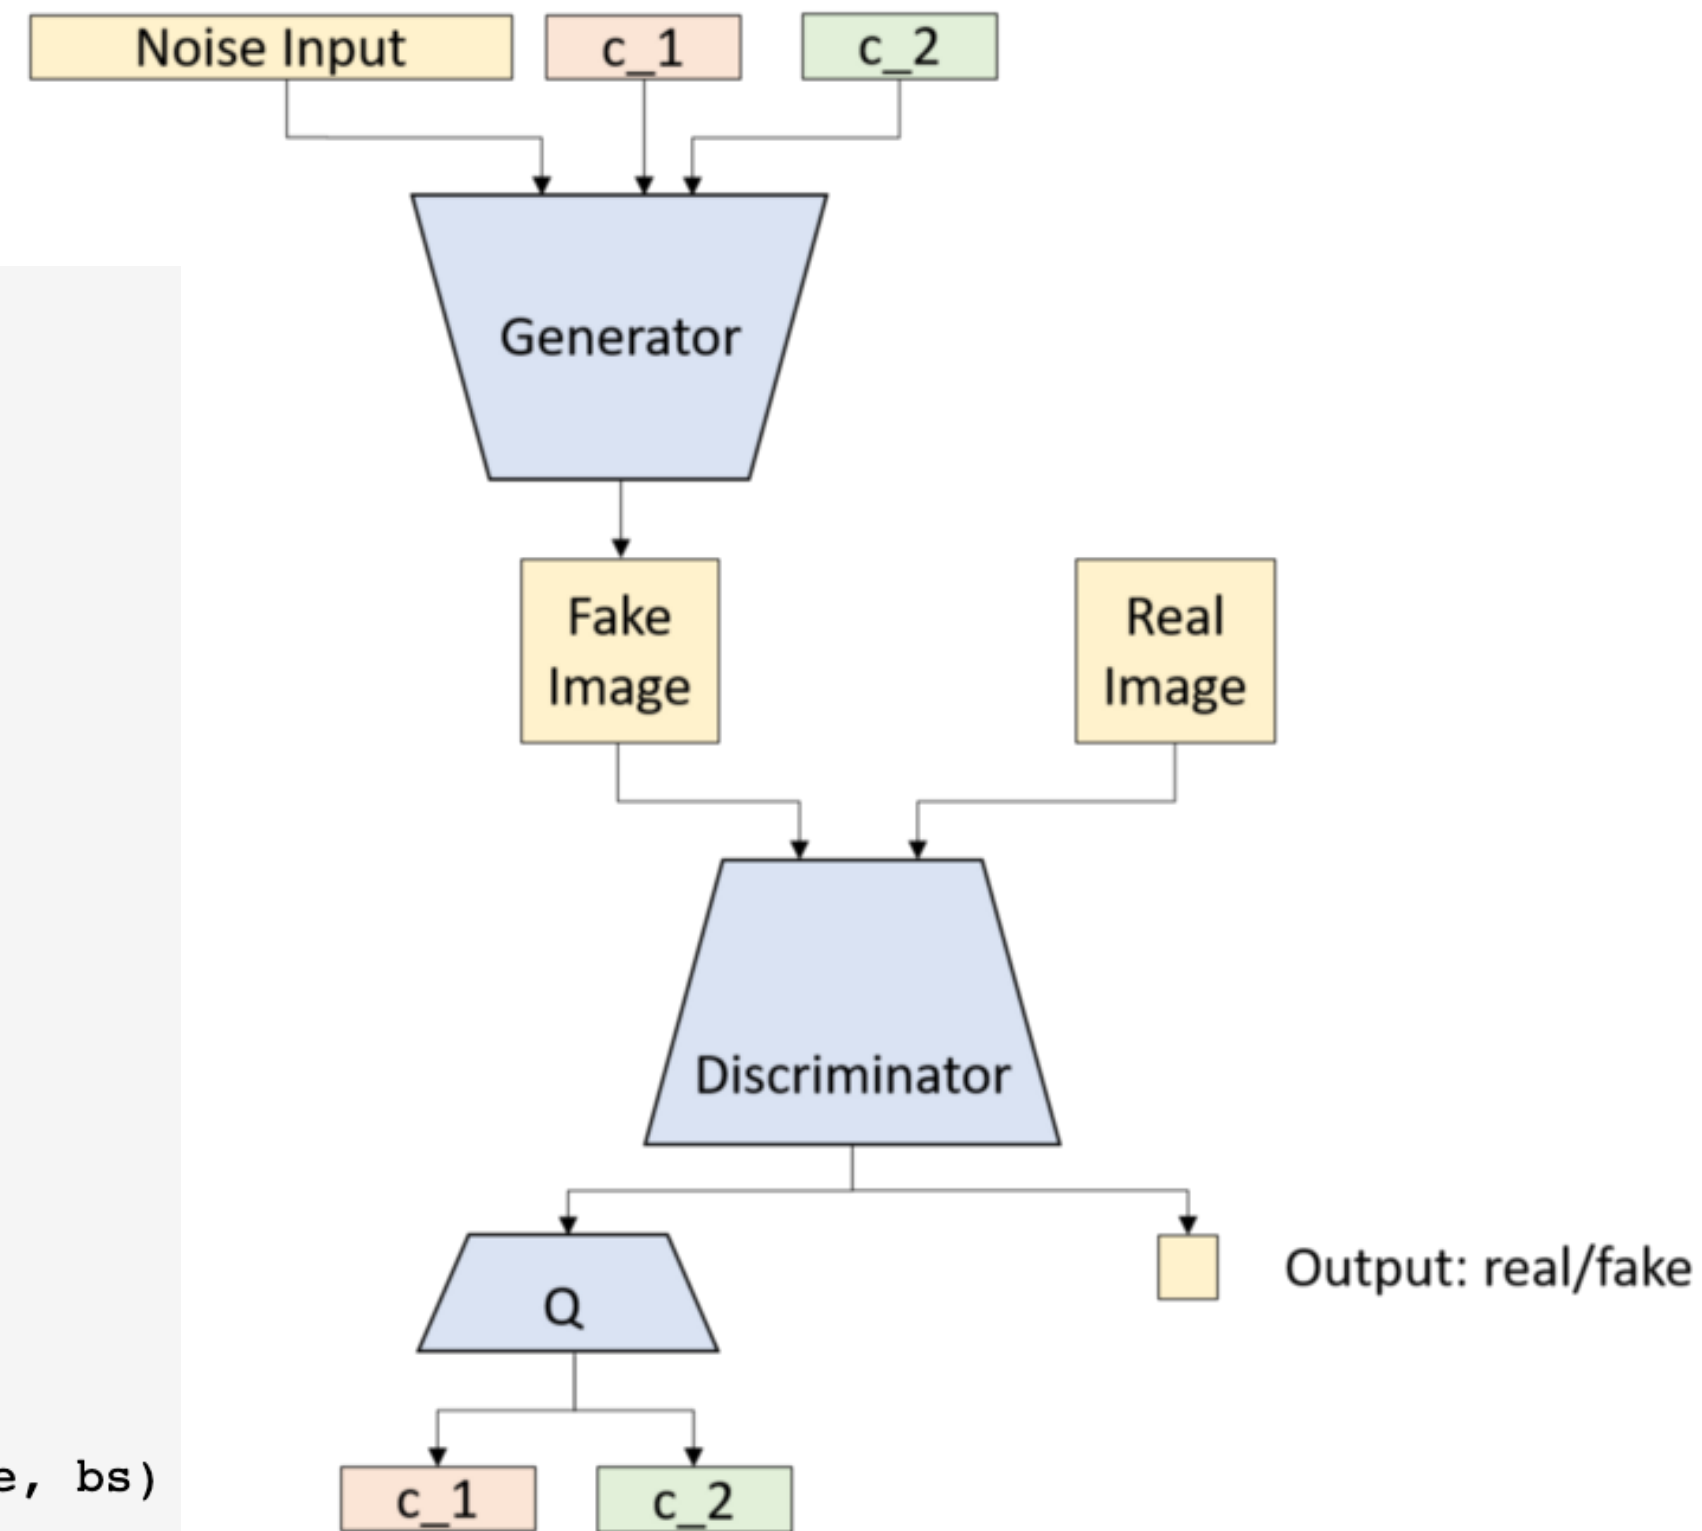 Noise Input
c_1
c_2
Generator
Fake
Image
Real
Image
Discriminator
Q
Output: real/fake
e, bs)
c_1
c_2